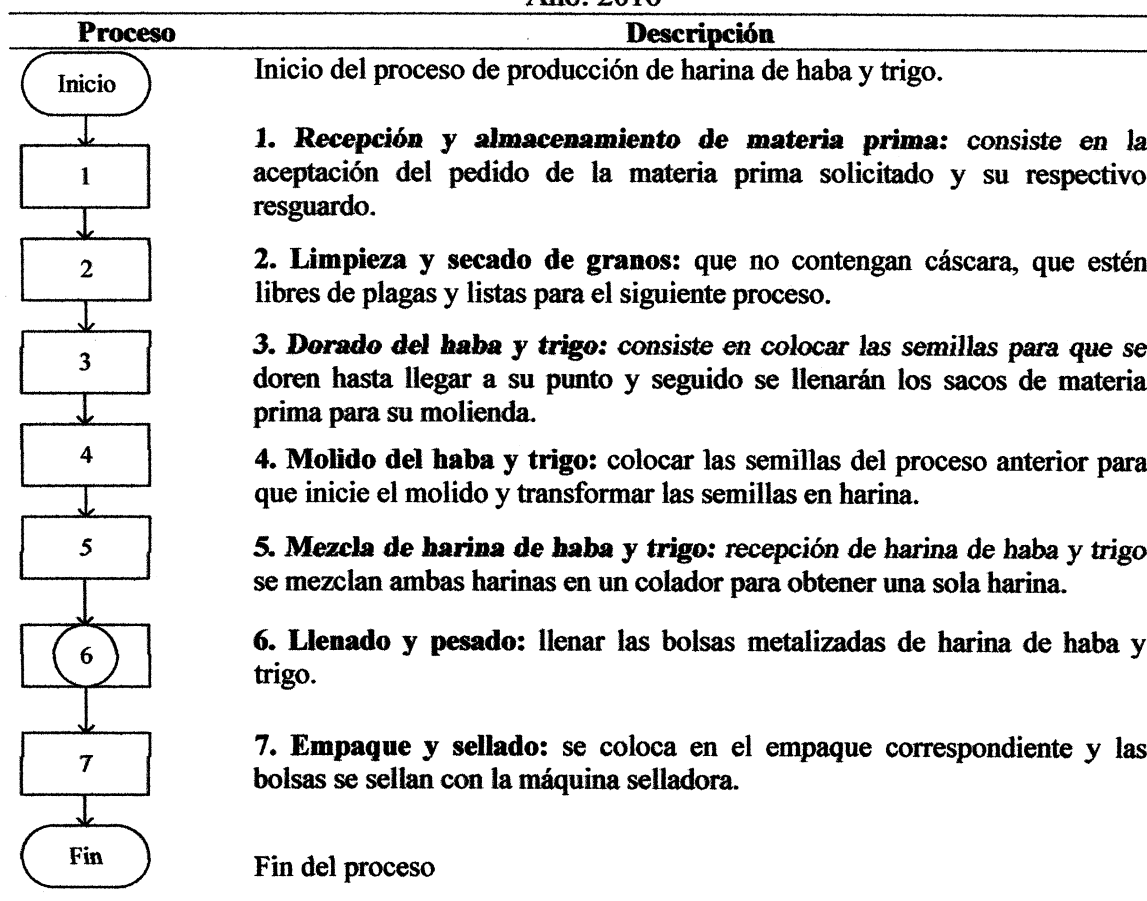 Año: 2016
Proceso Descripción
Inicio Inicio del proceso de producción de harina de haba y trigo.
1. Recepción y almacenamiento de materia prima: consiste en la
1 aceptación del pedido de la materia prima solicitado y su respectivo
resguardo.
2 2. Limpieza y secado de granos: que no contengan cáscara, que estén
libres de plagas y listas para el siguiente proceso.
3. Dorado del haba y trigo: consiste en colocar las semillas para que se
3 doren hasta llegar a su punto y seguido se llenarán los sacos de materia
prima para su molienda.
4 4. Molido del haba y trigo: colocar las semillas del proceso anterior para
que inicie el molido y transformar las semillas en harina.
5 5. Mezcla de harina de haba y trigo: recepción de harina de haba y trigo
se mezclan ambas harinas en un colador para obtener una sola harina.
6 6. Llenado y pesado: llenar las bolsas metalizadas de harina de haba y
trigo.
7 7. Empaque y sellado: se coloca en el empaque correspondiente y las
bolsas se sellan con la máquina selladora.
Fin Fin del proceso